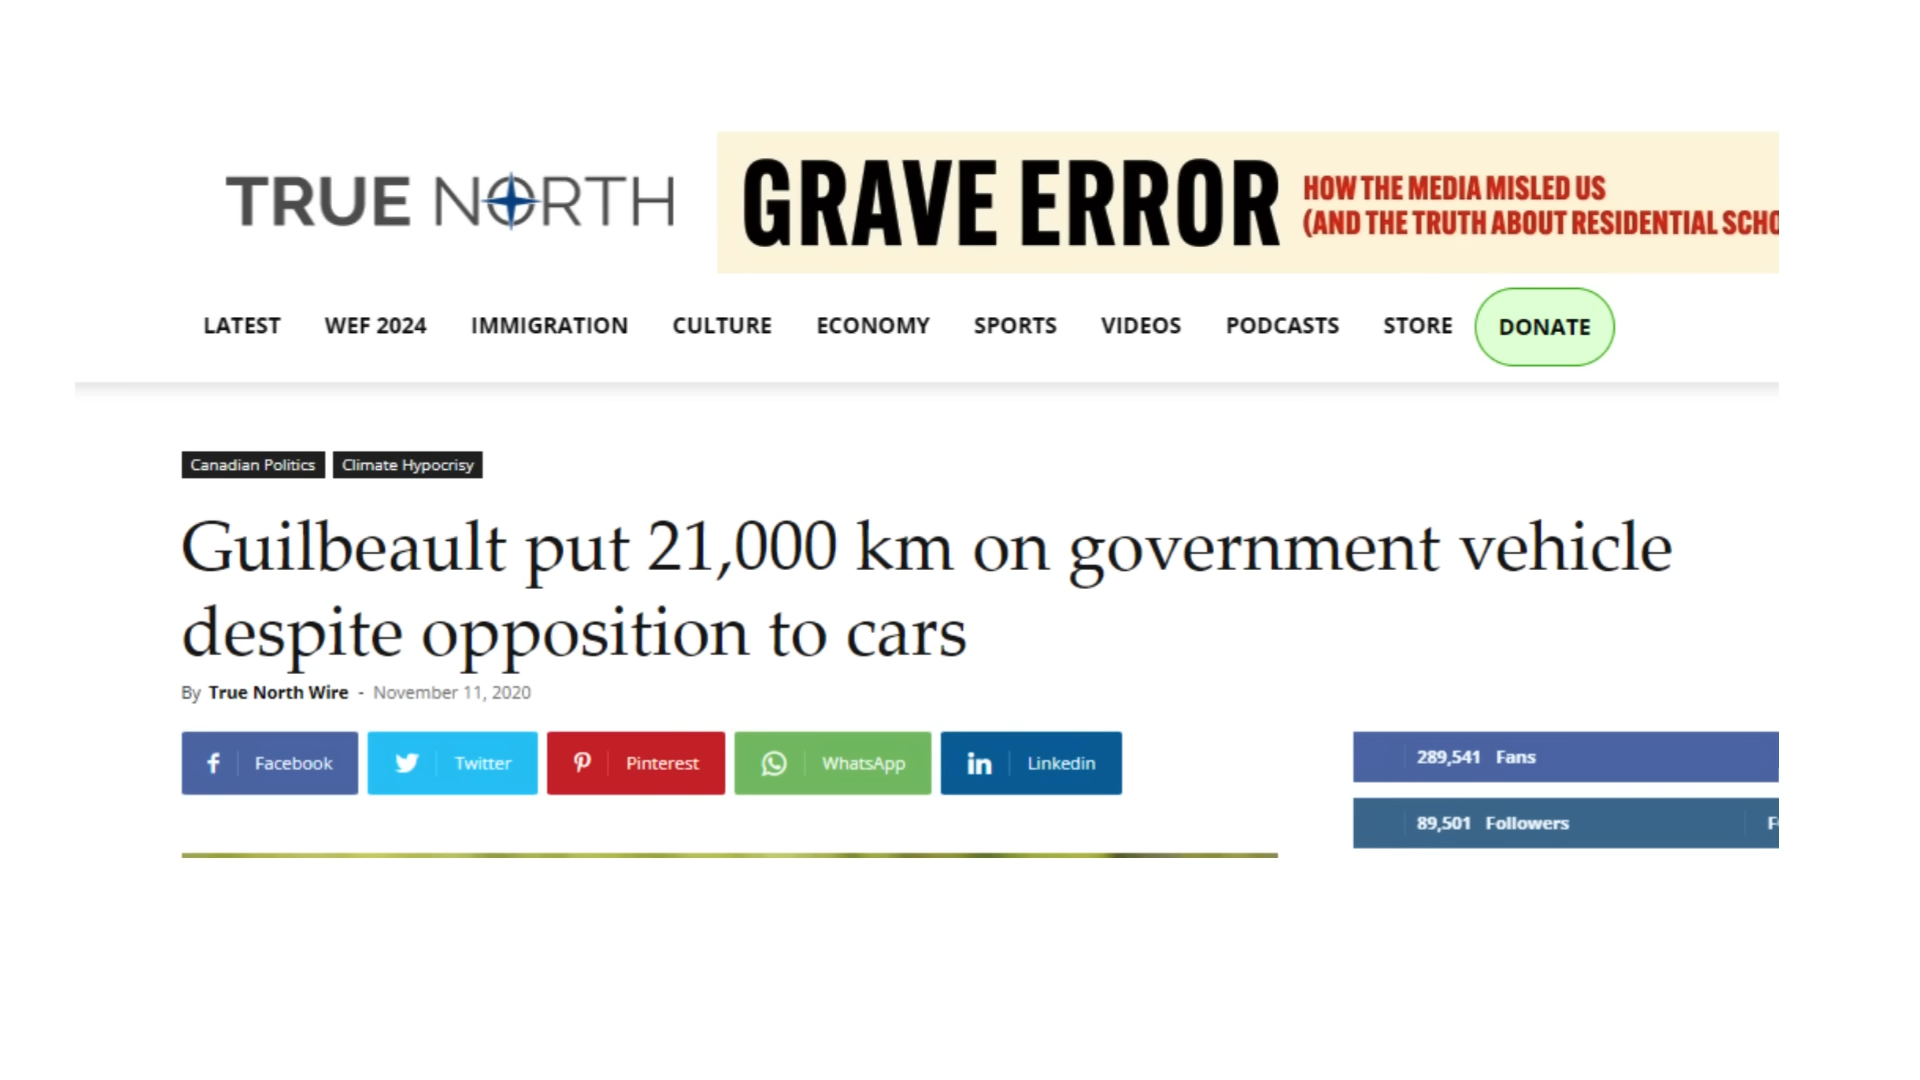 TRUE NORTH
GRAVE ERROR
HOW THE MEDIA MISLED US
(AND THE TRUTH ABOUT RESIDENTIAL SCHO
LATEST WEF 2024 IMMIGRATION CULTURE ECONOMY SPORTS VIDEOS PODCASTS STORE DONATE
Canadian Politics Climate Hypocrisy
Guilbeault put 21,000 km on government vehicle
despite opposition to cars
By True North Wire - November 11, 2020
Facebook Twitter Pinterest WhatsApp Linkedin
289,541 Fans
89,501 Followers